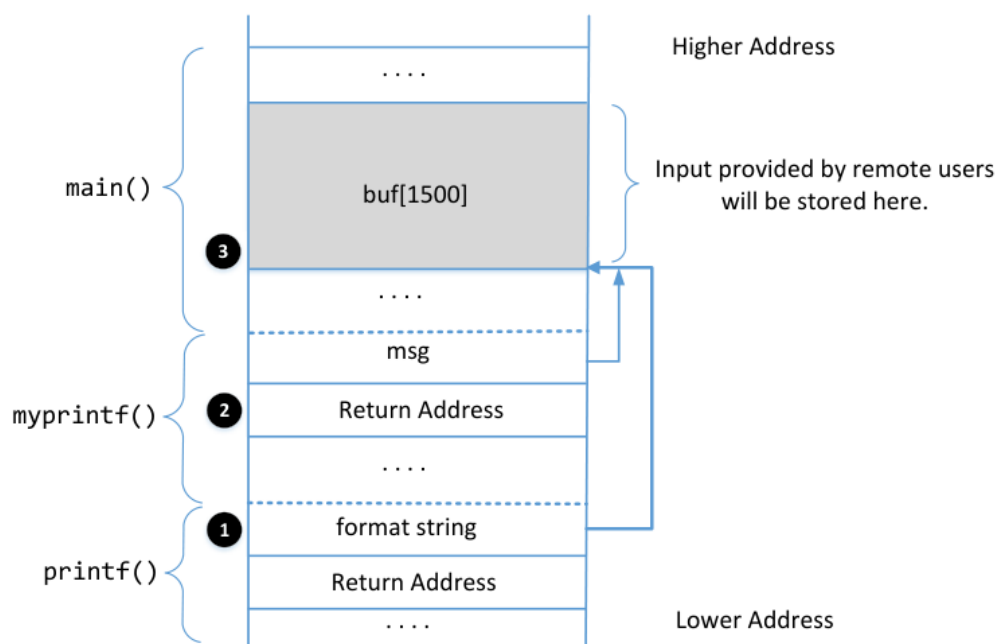 Higher Address
. . . .
main()
buf[1500]
Input provided by remote users
will be stored here.
3
. . . .
msg
myprintf()
2
Return Address
. . . .
1
format string
printf()
Return Address
. . . .
Lower Address